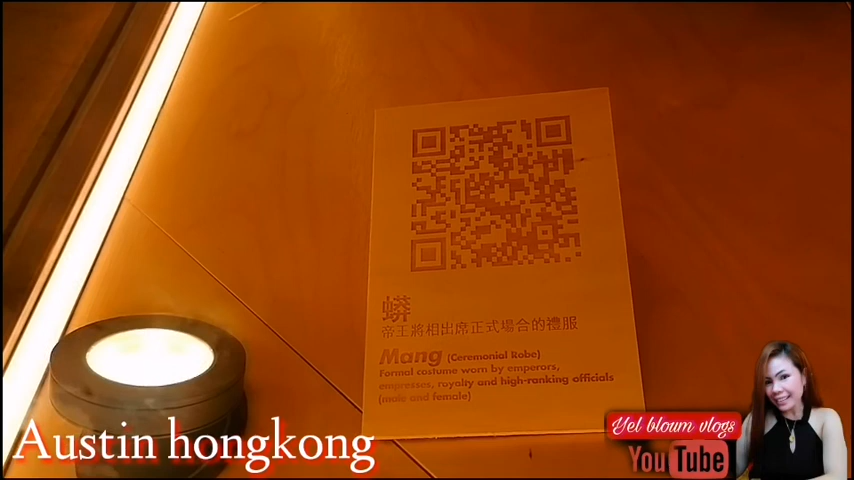 蟒
帝王將相出席正式場合的禮服
Mang (Ceremonial Robe)
Formal costume worn by emperors,
empresses, royalty and high-ranking officials
(male and female)
Austin hongkong
Yel bloum vlogs
YouTube